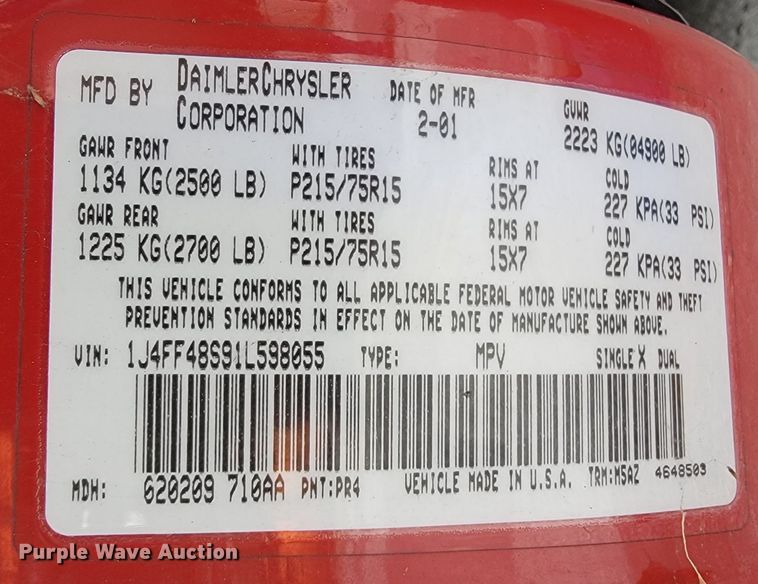 MFD BY DAIMLERCHRYSLER CORPORATION DATE OF MFR 2-01 GVWR 2223 KG(04900 LB)
GAWR FRONT WITH TIRES RIMS AT COLD
1134 KG(2500 LB) P215/75R15 15X7 227 KPA(33 PSI)
GAWR REAR WITH TIRES RIMS AT COLD
1225 KG(2700 LB) P215/75R15 15X7 227 KPA(33 PSI)
THIS VEHICLE CONFORMS TO ALL APPLICABLE FEDERAL MOTOR VEHICLE SAFETY AND THEFT
PREVENTION STANDARDS IN EFFECT ON THE DATE OF MANUFACTURE SHOWN ABOVE.
VIN: 1J4FF48S91L598055 TYPE: MPV SINGLE X DUAL
MDH: 620209 710AA PNT:PR4 VEHICLE MADE IN U.S.A. TRM:M5AZ 4648503
Purple Wave Auction